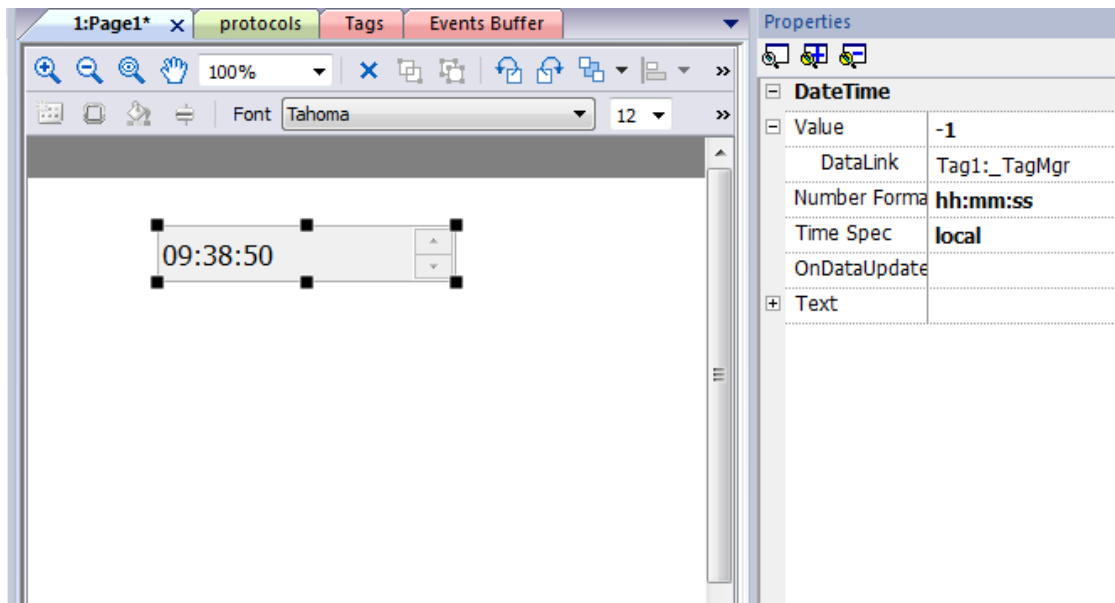 1:Page1* x protocols Tags Events Buffer
100%
Font Tahoma 12
09:38:50
Properties
DateTime
Value -1
DataLink Tag1:_TagMgr
Number Forma hh:mm:ss
Time Spec local
OnDataUpdate
Text